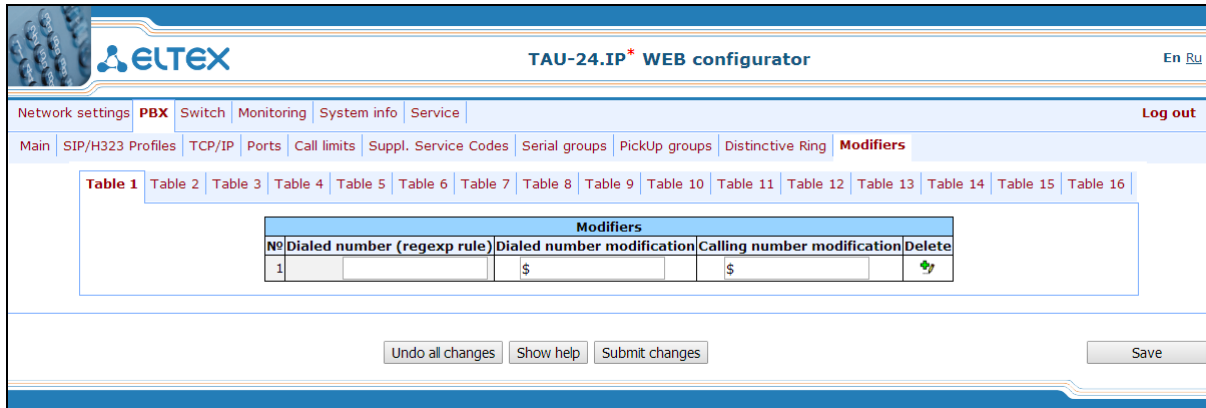 ELTEX TAU-24.IP* WEB configurator En Ru
Network settings PBX Switch Monitoring System info Service Log out
Main SIP/H323 Profiles TCP/IP Ports Call limits Suppl. Service Codes Serial groups PickUp groups Distinctive Ring Modifiers
Table 1 Table 2 Table 3 Table 4 Table 5 Table 6 Table 7 Table 8 Table 9 Table 10 Table 11 Table 12 Table 13 Table 14 Table 15 Table 16
Modifiers
№ Dialed number (regexp rule) Dialed number modification Calling number modification Delete
1 $ $
Undo all changes Show help Submit changes Save